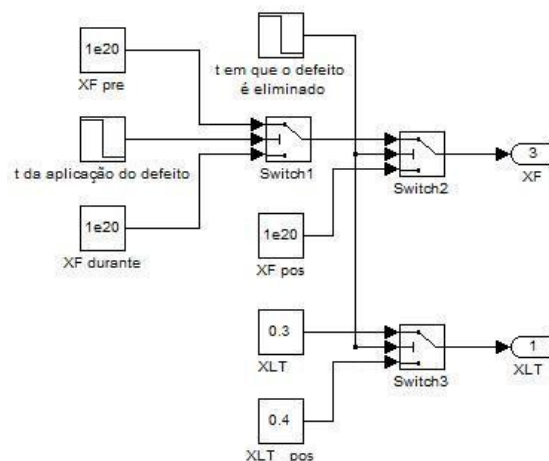 1e20
XF pre
t em que o defeito
é eliminado
t da aplicação do defeito
Switch1
Switch2
3
XF
1e20
XF durante
1e20
XF pos
0.3
XLT
Switch3
1
XLT
0.4
XLT_pos